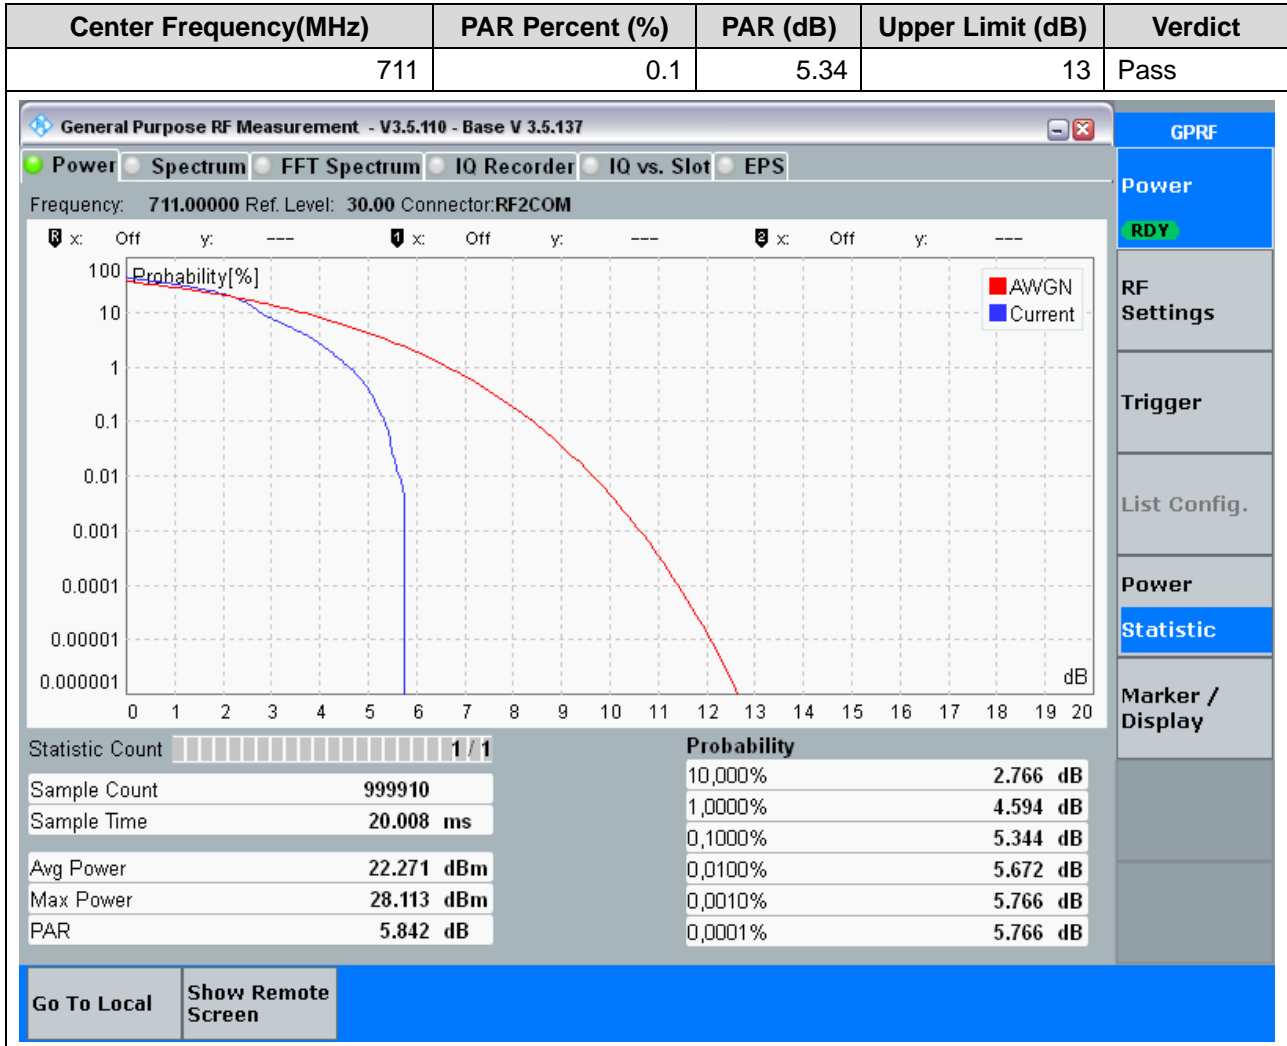 Center Frequency(MHz) PAR Percent (%) PAR (dB) Upper Limit (dB) Verdict
711 0.1 5.34 13 Pass
General Purpose RF Measurement - V3.5.110 - Base V 3.5.137
GPRF
Power Spectrum FFT Spectrum IQ Recorder IQ vs. Slot EPS
Power
RDY
Frequency: 711.00000 Ref. Level: 30.00 Connector:RF2COM
R x: Off y: --- 1 x: Off y: --- 2 x: Off y: ---
Probability[%]
AWGN
Current
100
10
1
0.1
0.01
0.001
0.0001
0.00001
0.000001
dB
0 1 2 3 4 5 6 7 8 9 10 11 12 13 14 15 16 17 18 19 20
RF
Settings
Trigger
List Config.
Power
Statistic
Marker /
Display
Statistic Count 1 / 1
Sample Count 999910
Sample Time 20.008 ms
Avg Power 22.271 dBm
Max Power 28.113 dBm
PAR 5.842 dB
Probability
10,000% 2.766 dB
1,0000% 4.594 dB
0,1000% 5.344 dB
0,0100% 5.672 dB
0,0010% 5.766 dB
0,0001% 5.766 dB
Go To Local
Show Remote
Screen